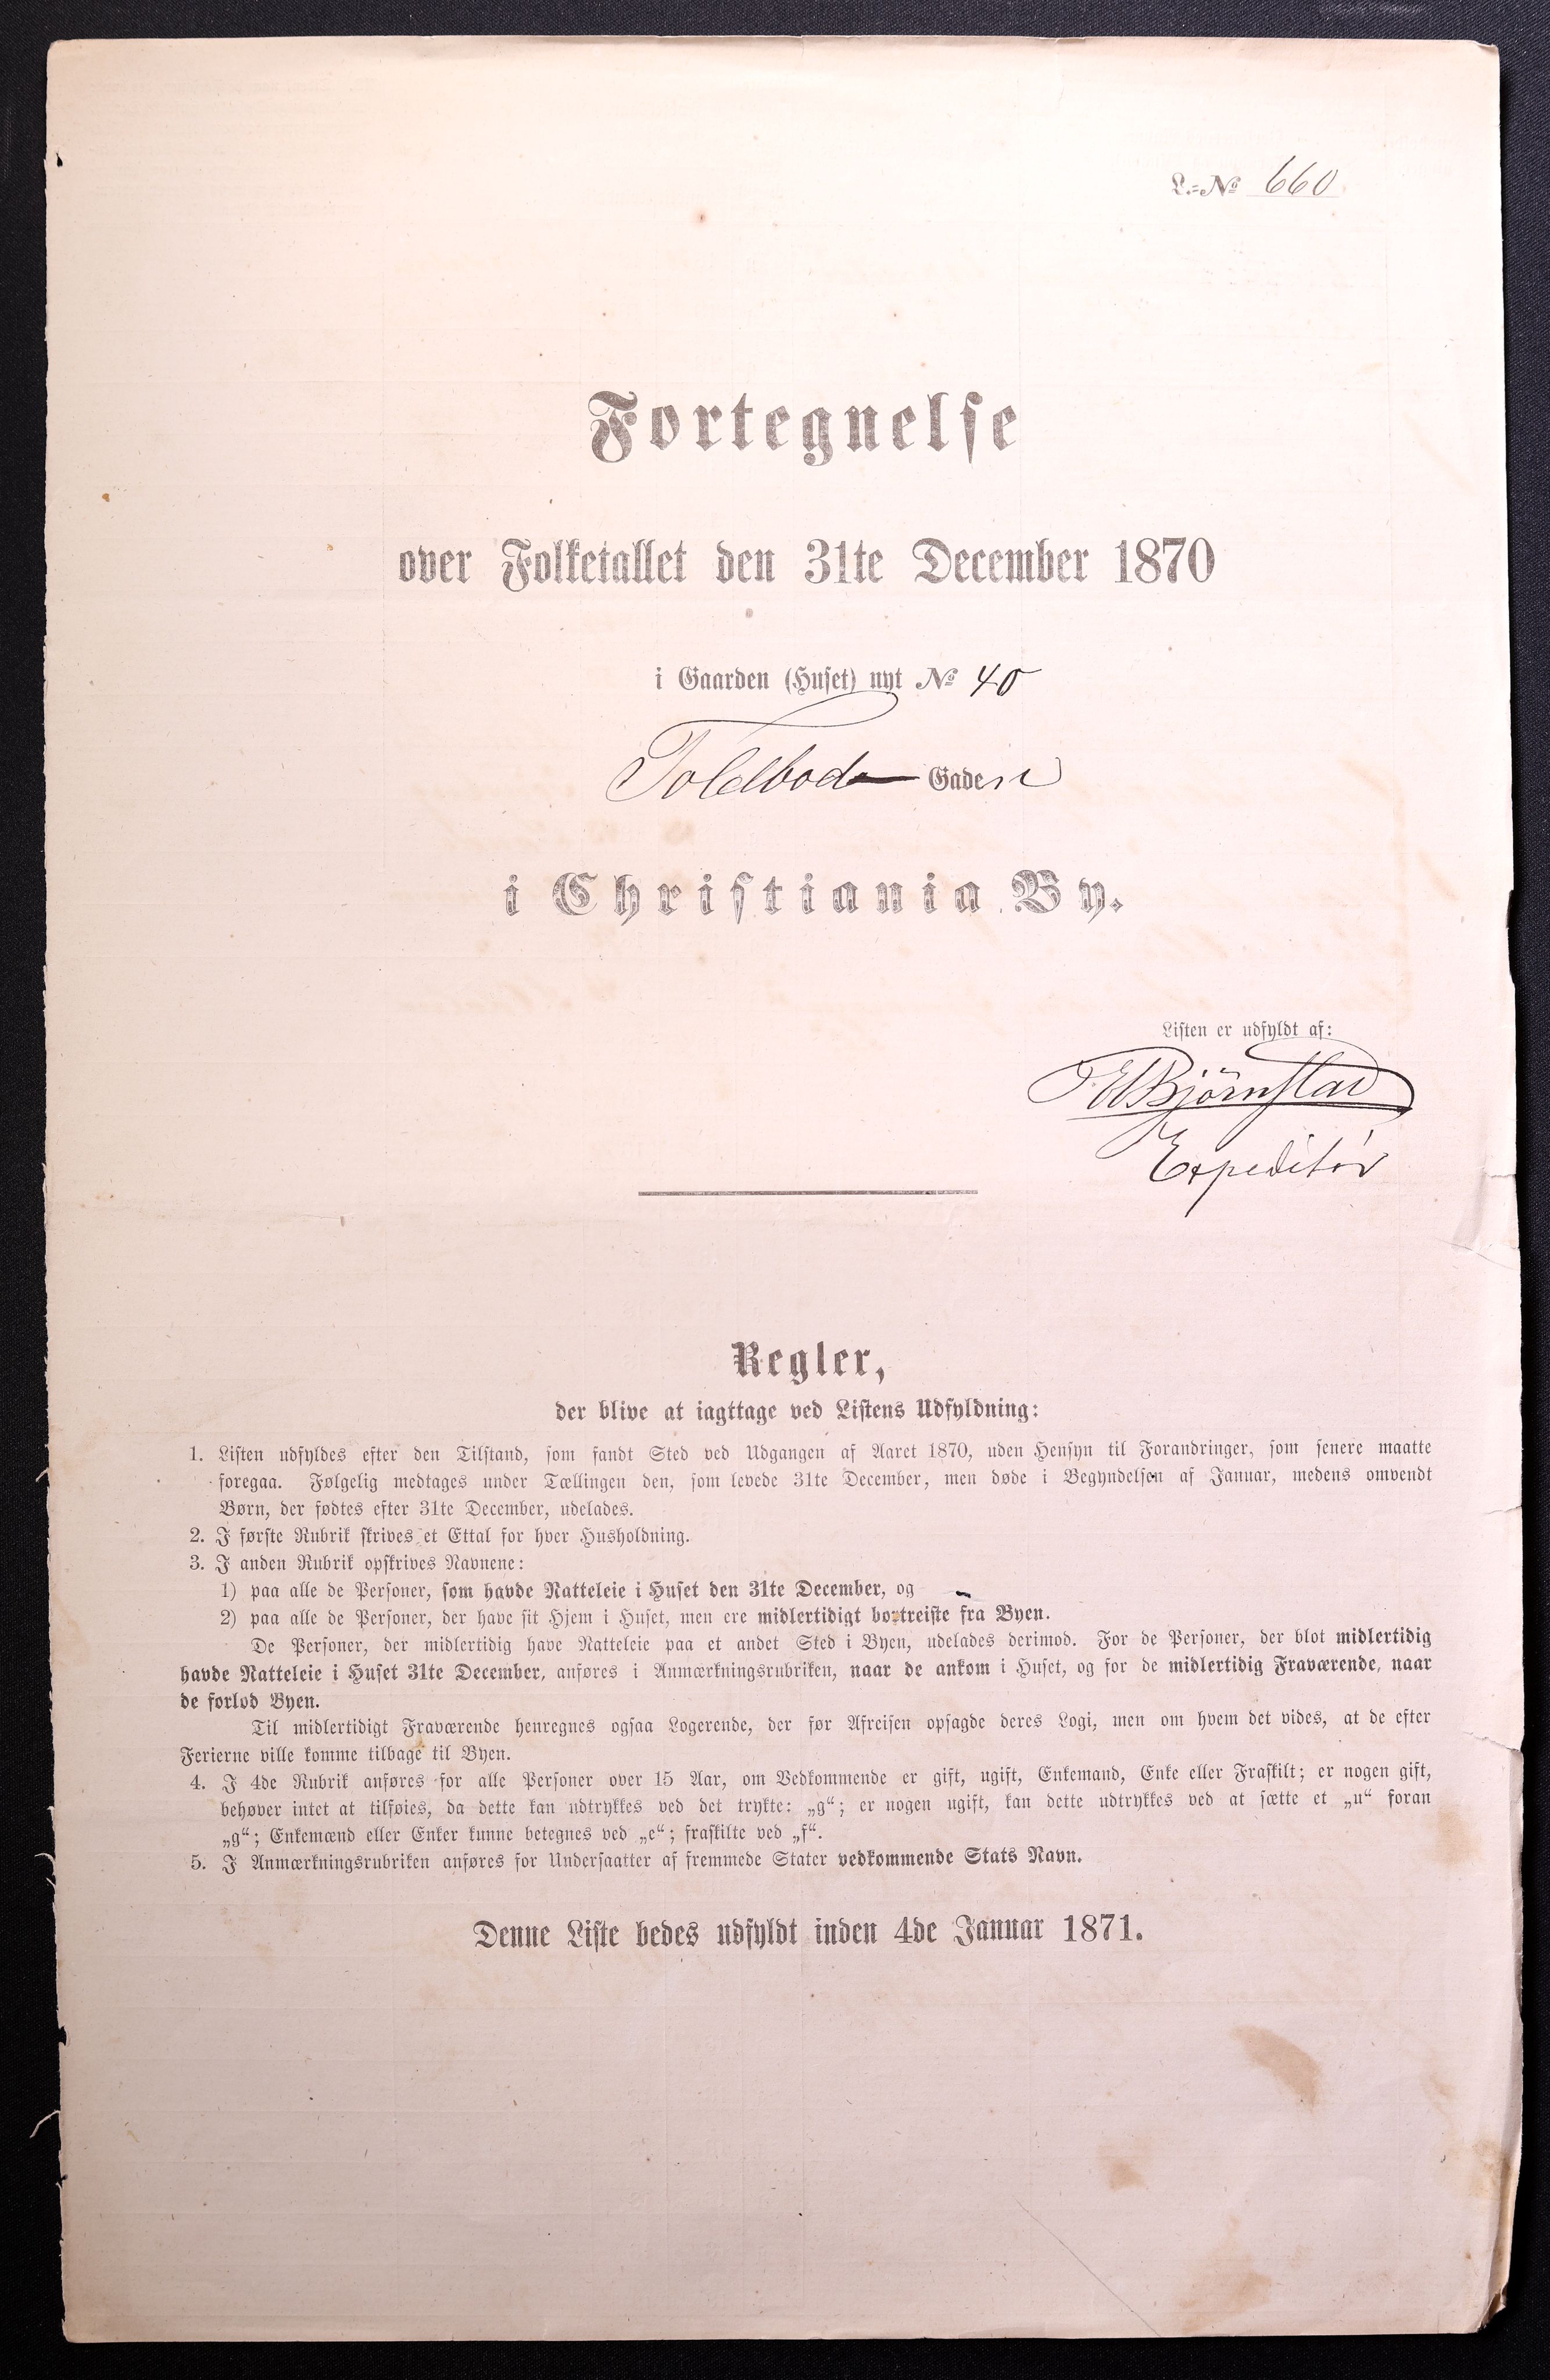 L.-No 660
Fortegnelse
over Folketallet den 31te December 1870
i Gaarden (Huset) nyt No 40
Toldbod Gaden
i Christiania By.
Listen er udfyldt af:
Björnstad
Expeditör
Regler,
der blive at iagttage ved Listens Udfyldning:
1. Listen udfyldes efter den Tilstand, som fandt Sted ved Udgangen af Aaret 1870, uden Hensyn til Forandringer, som senere maatte
foregaa. Følgelig medtages under Tællingen den, som levede 31te December, men døde i Begyndelsen af Januar, medens omvendt
Børn, der fødtes efter 31te December, udelades.
2. I første Rubrik skrives et Ettal for hver Husholdning.
3. I anden Rubrik opskrives Navnene:
1) paa alle de Personer, som havde Natteleie i Huset den 31te December, og
2) paa alle de Personer, der have sit Hjem i Huset, men ere midlertidigt bortreiste fra Byen.
De Personer, der midlertidig have Natteleie paa et andet Sted i Byen, udelades derimod. For de Personer, der blot midlertidig
havde Natteleie i Huset 31te December, anføres i Anmærkningsrubriken, naar de ankom i Huset, og for de midlertidig Fraværende, naar
de forlod Byen.
Til midlertidigt Fraværende henregnes ogsaa Logerende, der før Afreisen opsagde deres Logi, men om hvem det vides, at de efter
Ferierne ville komme tilbage til Byen.
4. I 4de Rubrik anføres for alle Personer over 15 Aar, om Vedkommende er gift, ugift, Enkemand, Enke eller Fraskilt; er nogen gift,
behøver intet at tilføies, da dette kan udtrykkes ved det trykte: „g“; er nogen ugift, kan dette udtrykkes ved at sætte et „u“ foran
„g“; Enkemænd eller Enker kunne betegnes ved „e“; fraskilte ved „f“.
5. I Anmærkningsrubriken anføres for Undersaatter af fremmede Stater vedkommende Stats Navn.
Denne Liste bedes udfyldt inden 4de Januar 1871.